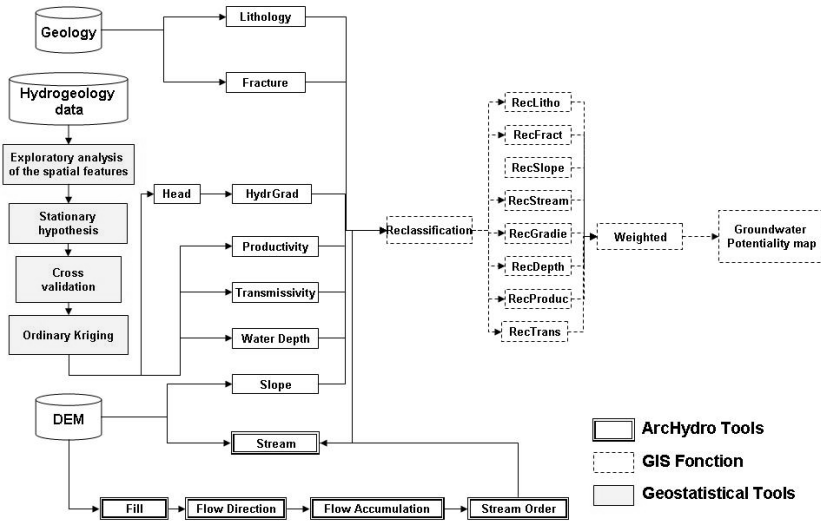 Geology
Lithology
Fracture
Hydrogeology
data
Exploratory analysis
of the spatial features
Stationary
hypothesis
Cross
validation
Ordinary Kriging
Head
HydrGrad
Productivity
Transmissivity
Water Depth
Slope
DEM
Stream
Fill
Flow Direction
Flow Accumulation
Stream Order
Reclassification
RecLitho
RecFract
RecSlope
RecStream
RecGradie
RecDepth
RecProduc
RecTrans
Weighted
Groundwater
Potentiality map
ArcHydro Tools
GIS Fonction
Geostatistical Tools